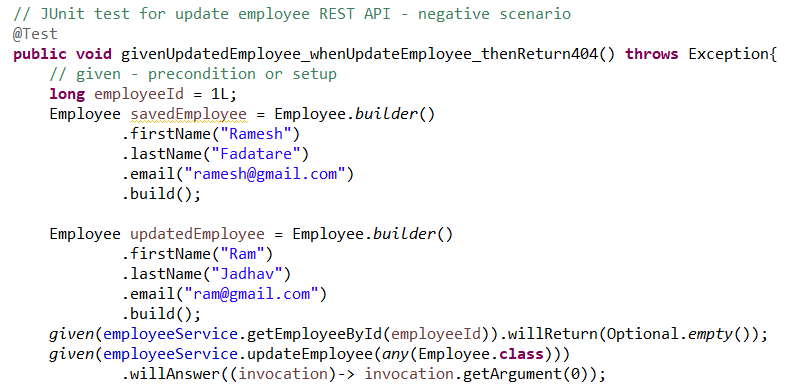 // JUnit test for update employee REST API - negative scenario
@Test
public void givenUpdatedEmployee_whenUpdateEmployee_thenReturn404() throws Exception{
    // given - precondition or setup
    long employeeId = 1L;
    Employee savedEmployee = Employee.builder()
            .firstName("Ramesh")
            .lastName("Fadatare")
            .email("ramesh@gmail.com")
            .build();

    Employee updatedEmployee = Employee.builder()
            .firstName("Ram")
            .lastName("Jadhav")
            .email("ram@gmail.com")
            .build();
    given(employeeService.getEmployeeById(employeeId)).willReturn(Optional.empty());
    given(employeeService.updateEmployee(any(Employee.class)))
            .willAnswer((invocation)-> invocation.getArgument(0));